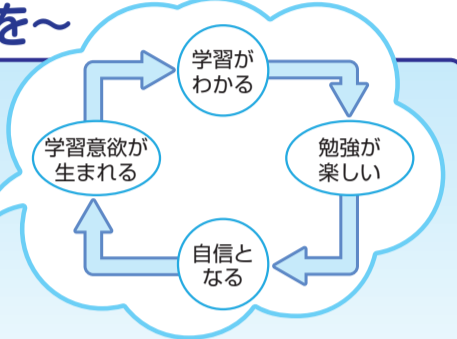 を～
学習が
わかる
勉強が
楽しい
自信と
なる
学習意欲が
生まれる